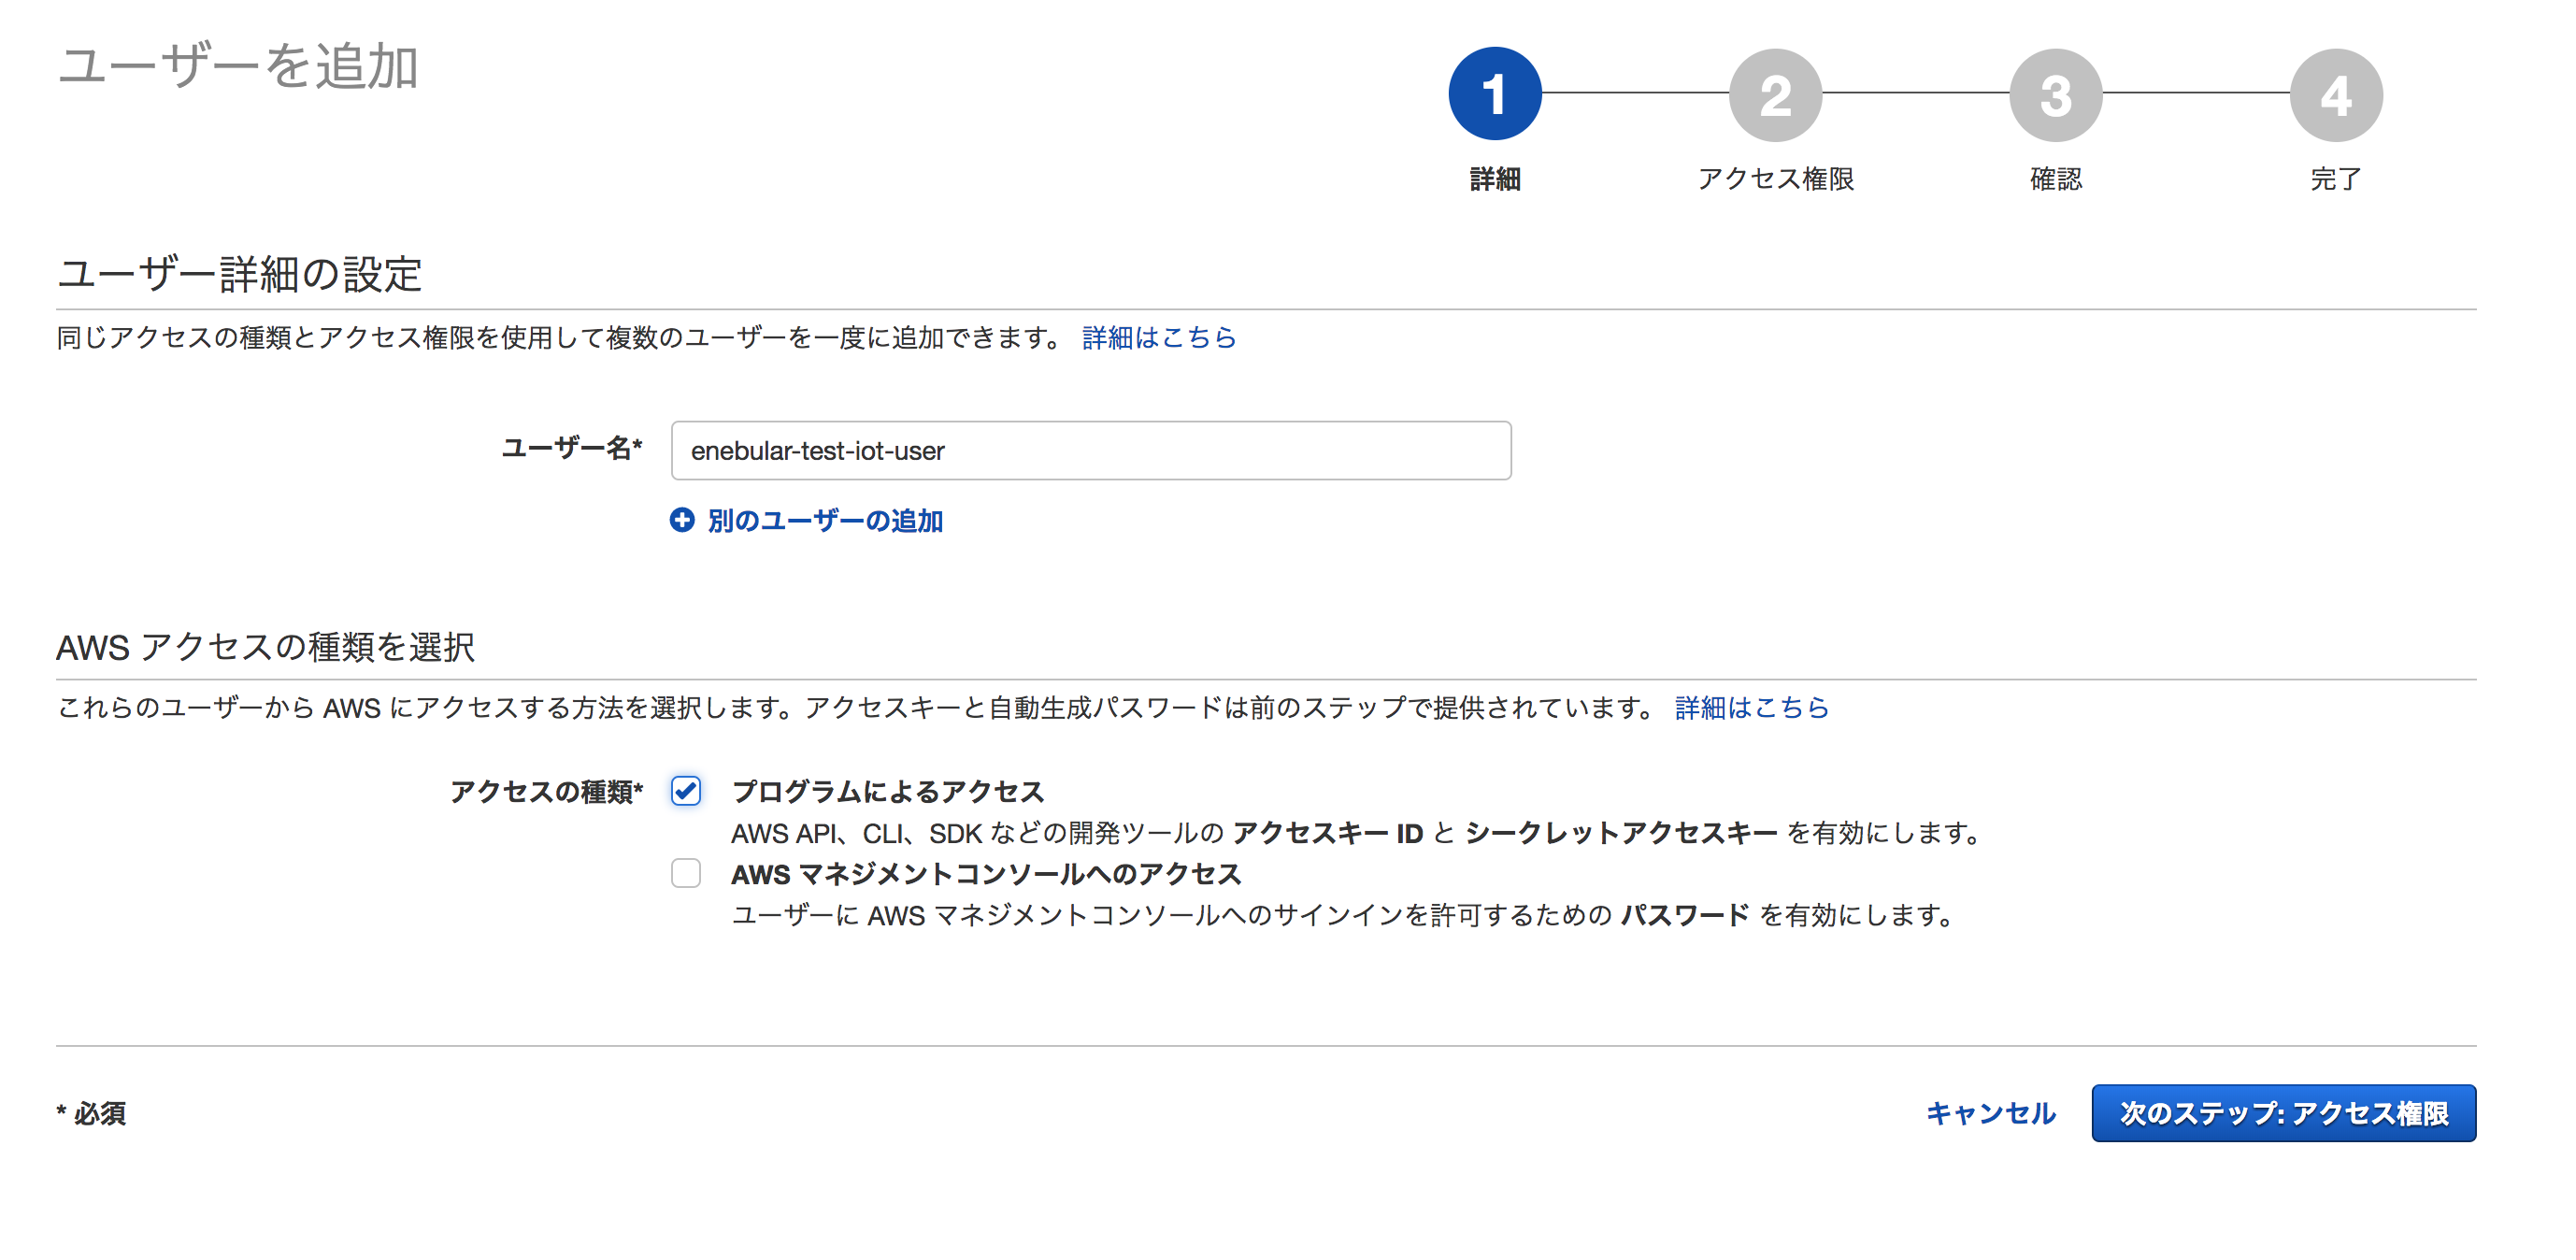 ユーザーを追加
1
2
3
4
詳細
アクセス権限
確認
完了
ユーザー詳細の設定
同じアクセスの種類とアクセス権限を使用して複数のユーザーを一度に追加できます。 詳細はこちら
ユーザー名* enebular-test-iot-user
別のユーザーの追加
AWS アクセスの種類を選択
これらのユーザーから AWS にアクセスする方法を選択します。アクセスキーと自動生成パスワードは前のステップで提供されています。 詳細はこちら
アクセスの種類* プログラムによるアクセス
AWS API、CLI、SDK などの開発ツールの アクセスキー ID と シークレットアクセスキー を有効にします。
AWS マネジメントコンソールへのアクセス
ユーザーに AWS マネジメントコンソールへのサインインを許可するための パスワード を有効にします。
* 必須
キャンセル
次のステップ: アクセス権限